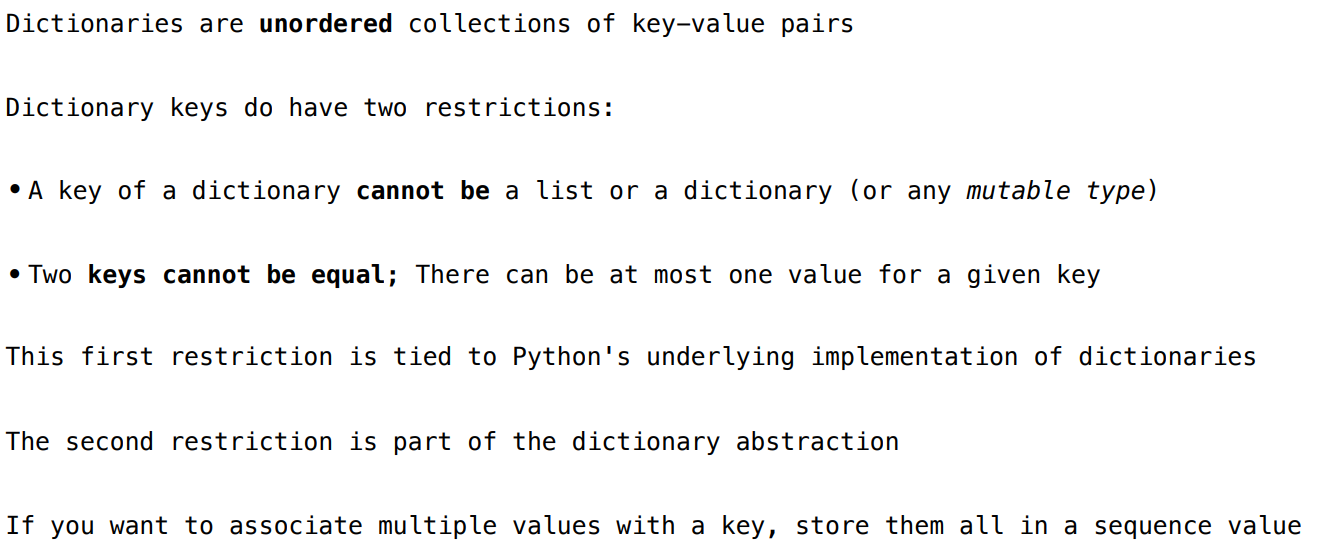 Dictionaries are unordered collections of key-value pairs
Dictionary keys do have two restrictions:
•A key of a dictionary cannot be a list or a dictionary (or any mutable type)
•Two keys cannot be equal; There can be at most one value for a given key
This first restriction is tied to Python's underlying implementation of dictionaries
The second restriction is part of the dictionary abstraction
If you want to associate multiple values with a key, store them all in a sequence value